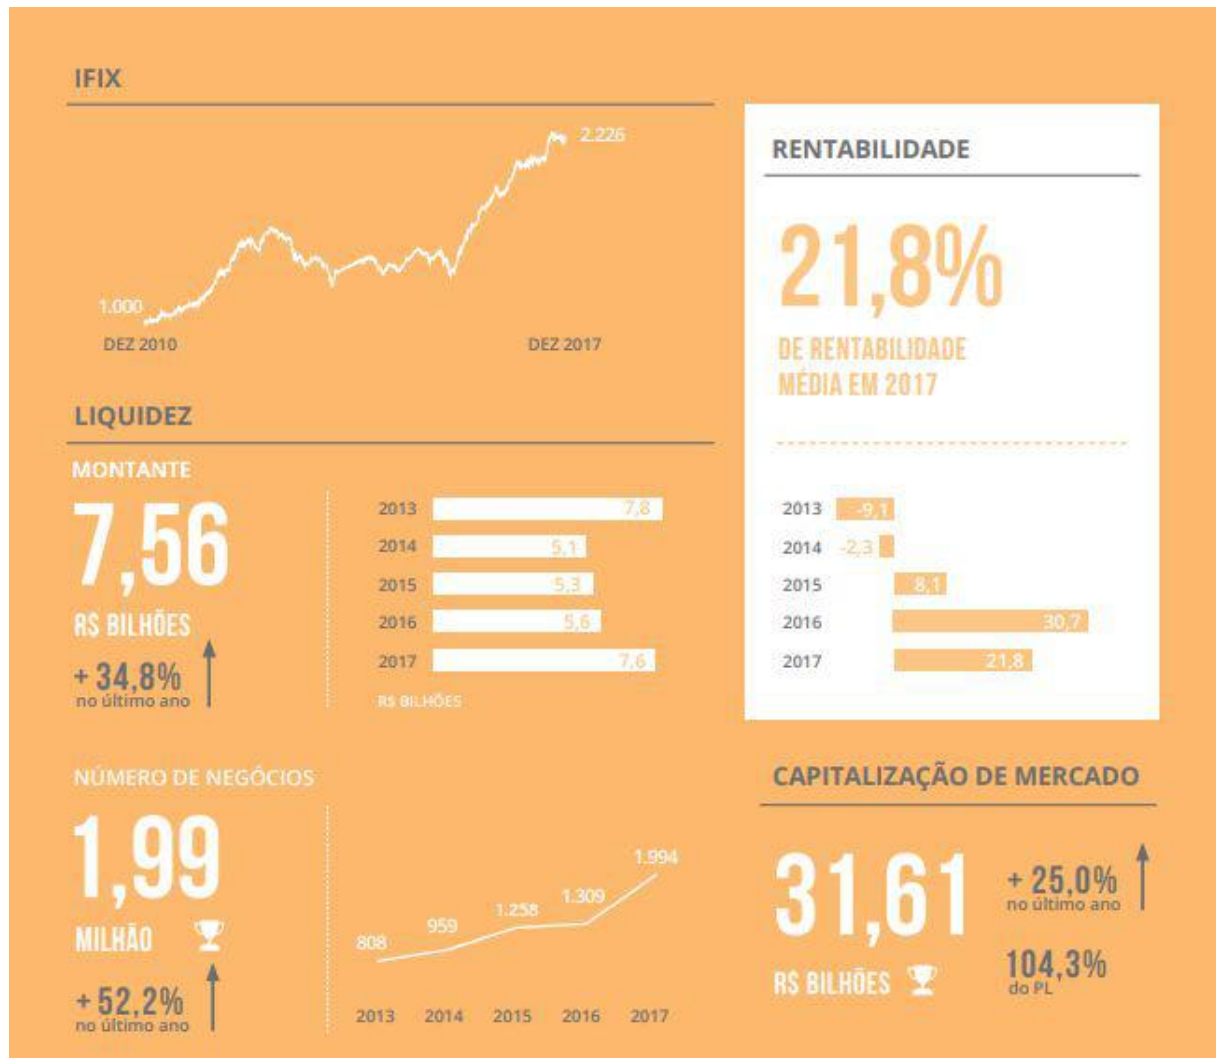 IFIX
2.226
1.000
DEZ 2010
DEZ 2017
LIQUIDEZ
MONTANTE
7,56
R$ BILHÕES
+ 34,8%
no último ano
2013 7,8
2014 5,1
2015 5,3
2016 5,6
2017 7,6
R$ BILHÕES
NÚMERO DE NEGÓCIOS
1,99
MILHÃO
+ 52,2%
no último ano
808
959
1.258
1.309
1.994
2013 2014 2015 2016 2017
RENTABILIDADE
21,8%
DE RENTABILIDADE
MÉDIA EM 2017
2013 -9,1
2014 -2,3
2015 8,1
2016 30,7
2017 21,8
CAPITALIZAÇÃO DE MERCADO
31,61
R$ BILHÕES
+ 25,0%
no último ano
104,3%
do PL